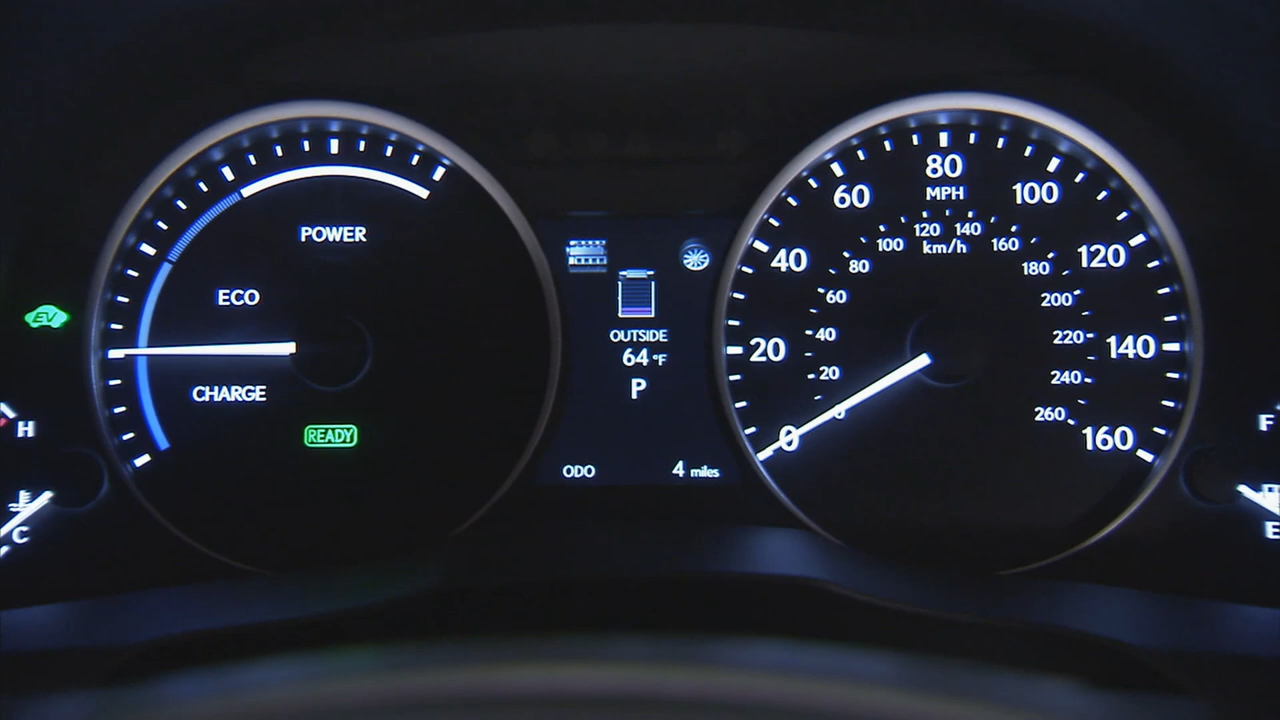 EV
H
C
POWER
ECO
CHARGE
READY
OUTSIDE
64 °F
P
ODO 4 miles
0
20
40
60
80
100
120
140
160
MPH
km/h
20
40
60
80
100
120
140
160
180
200
220
240
260
F
E